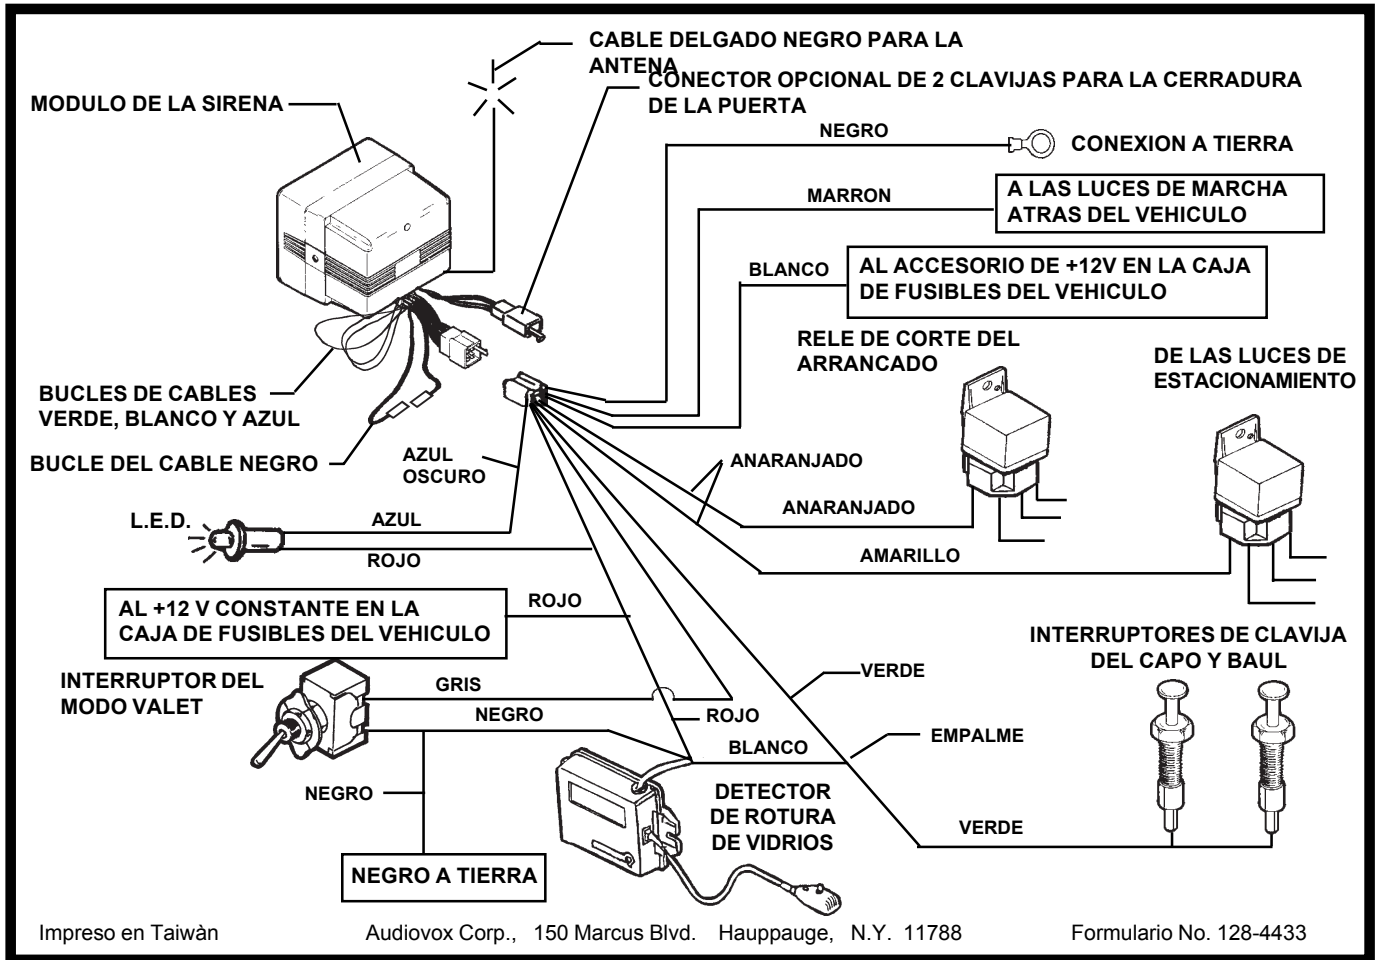 CABLE DELGADO NEGRO PARA LA
ANTENA
CONECTOR OPCIONAL DE 2 CLAVIJAS PARA LA CERRADURA
DE LA PUERTA
MODULO DE LA SIRENA
NEGRO
CONEXION A TIERRA
MARRON
A LAS LUCES DE MARCHA
ATRAS DEL VEHICULO
BLANCO
AL ACCESORIO DE +12V EN LA CAJA
DE FUSIBLES DEL VEHICULO
RELE DE CORTE DEL
ARRANCADO
DE LAS LUCES DE
ESTACIONAMIENTO
BUCLES DE CABLES
VERDE, BLANCO Y AZUL
BUCLE DEL CABLE NEGRO
AZUL
OSCURO
ANARANJADO
ANARANJADO
L.E.D.
AZUL
ROJO
AMARILLO
AL +12 V CONSTANTE EN LA
CAJA DE FUSIBLES DEL VEHICULO
ROJO
INTERRUPTORES DE CLAVIJA
DEL CAPO Y BAUL
INTERRUPTOR DEL
MODO VALET
GRIS
VERDE
NEGRO
ROJO
BLANCO
EMPALME
NEGRO
DETECTOR
DE ROTURA
DE VIDRIOS
VERDE
NEGRO A TIERRA
Impreso en Taiwàn
Audiovox Corp., 150 Marcus Blvd. Hauppauge, N.Y. 11788
Formulario No. 128-4433